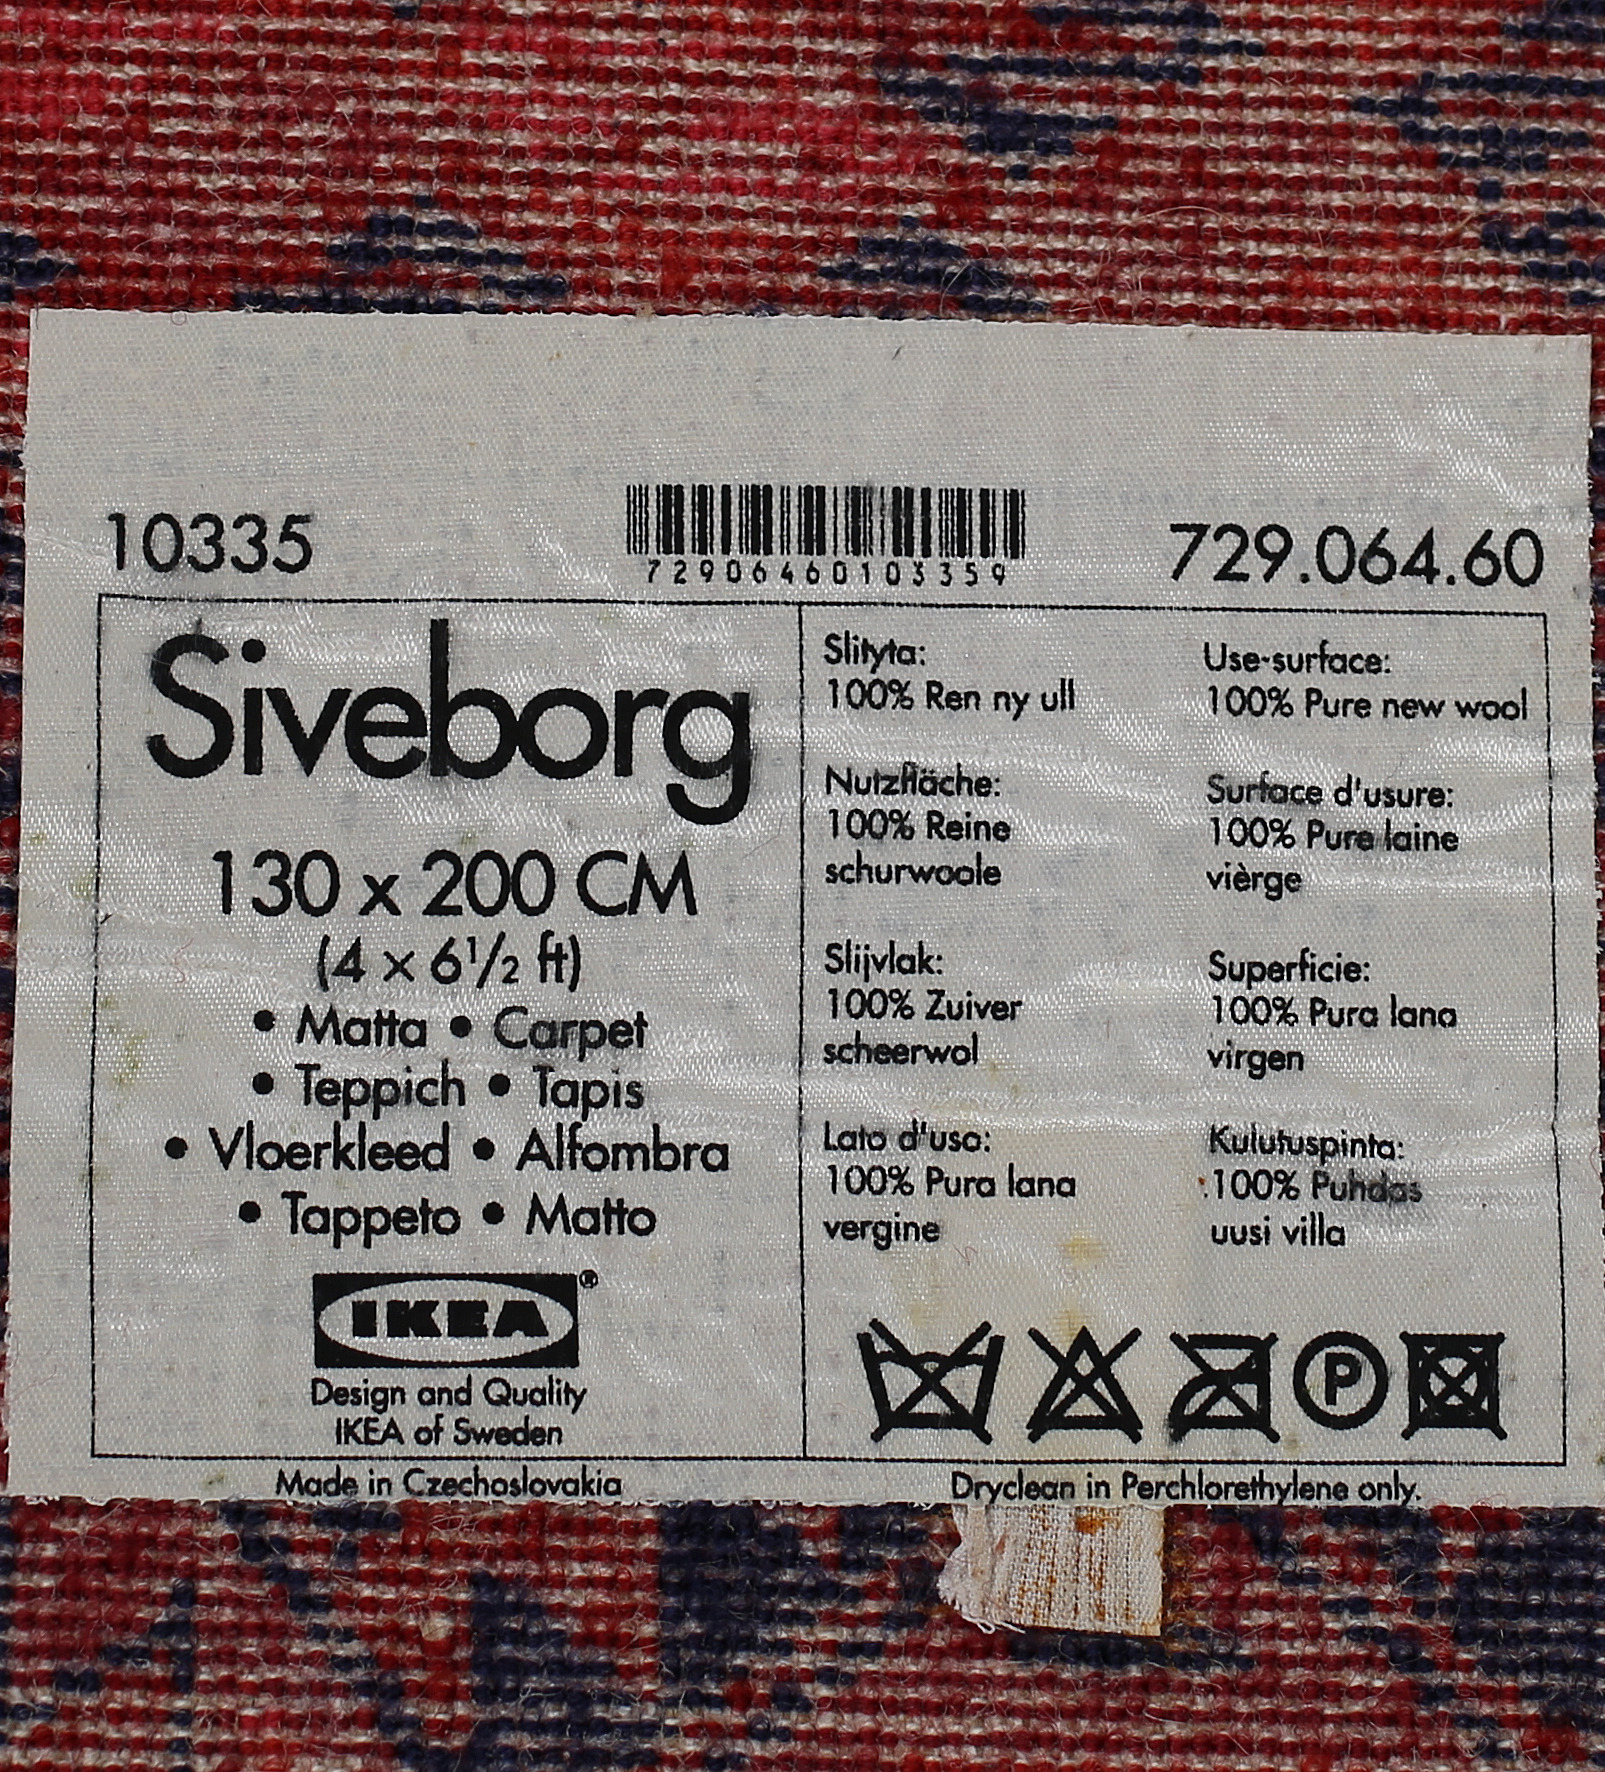 10335
72906460103359
729.064.60
Siveborg
130 x 200 CM
(4 x 6½ ft)
• Matta • Carpet
• Teppich • Tapis
• Vloerkleed • Alfombra
• Tappeto • Matto
IKEA®
Design and Quality
IKEA of Sweden
Slityta:
100% Ren ny ull
Nutzfläche:
100% Reine
schurwoole
Slijvlak:
100% Zuiver
scheerwol
Lato d'uso:
100% Pura lana
vergine
Use-surface:
100% Pure new wool
Surface d'usure:
100% Pure laine
vièrge
Superficie:
100% Pura lana
virgen
Kulutuspinta:
100% Puhdas
uusi villa
P
Made in Czechoslovakia
Dryclean in Perchlorethylene only.